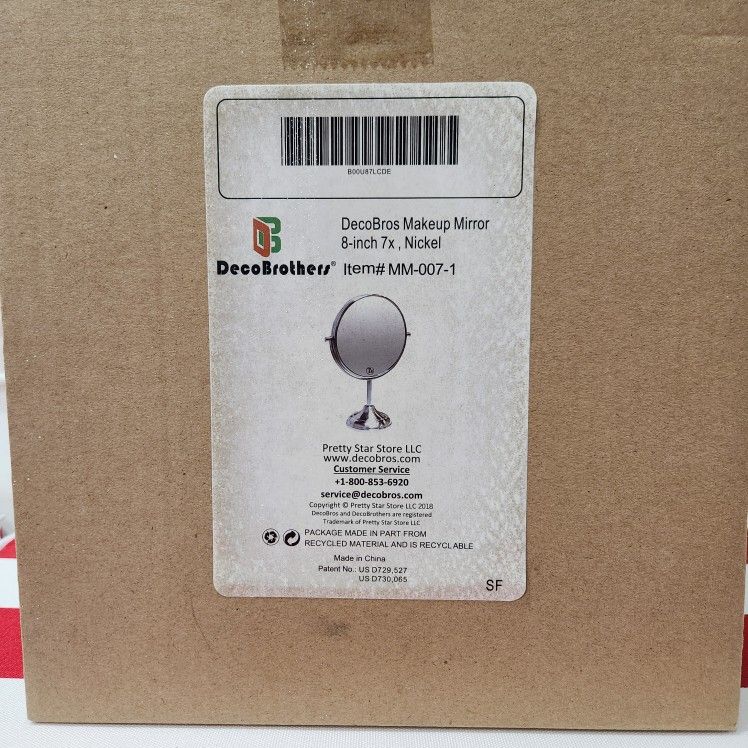 B00U87LCDE
DB
DecoBrothers®
DecoBros Makeup Mirror
8-inch 7x , Nickel
Item# MM-007-1
Pretty Star Store LLC
www.decobros.com
Customer Service
+1-800-853-6920
service@decobros.com
Copyright © Pretty Star Store LLC 2018
DecoBros and DecoBrothers are registered
Trademark of Pretty Star Store LLC
PACKAGE MADE IN PART FROM
RECYCLED MATERIAL AND IS RECYCLABLE
Made in China
Patent No.: US D729,527
US D730,065
SF